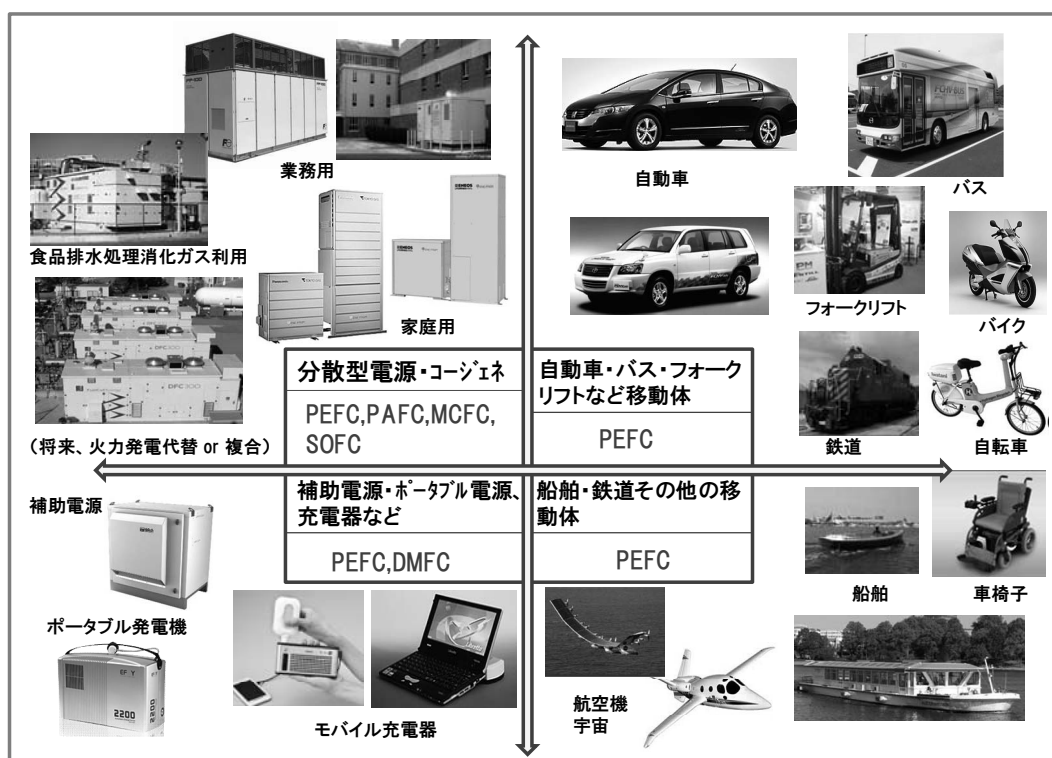 業務用
食品排水処理消化ガス利用
家庭用
DFC300
(将来、火力発電代替 or 複合)
自動車
バス
フォークリフト
バイク
鉄道
自転車
分散型電源・コージェネ
PEFC,PAFC,MCFC,
SOFC
自動車・バス・フォーク
リフトなど移動体
PEFC
補助電源・ポータブル電源、
充電器など
PEFC,DMFC
船舶・鉄道その他の移
動体
PEFC
補助電源
ポータブル発電機
2200
モバイル充電器
航空機
宇宙
船舶
車椅子